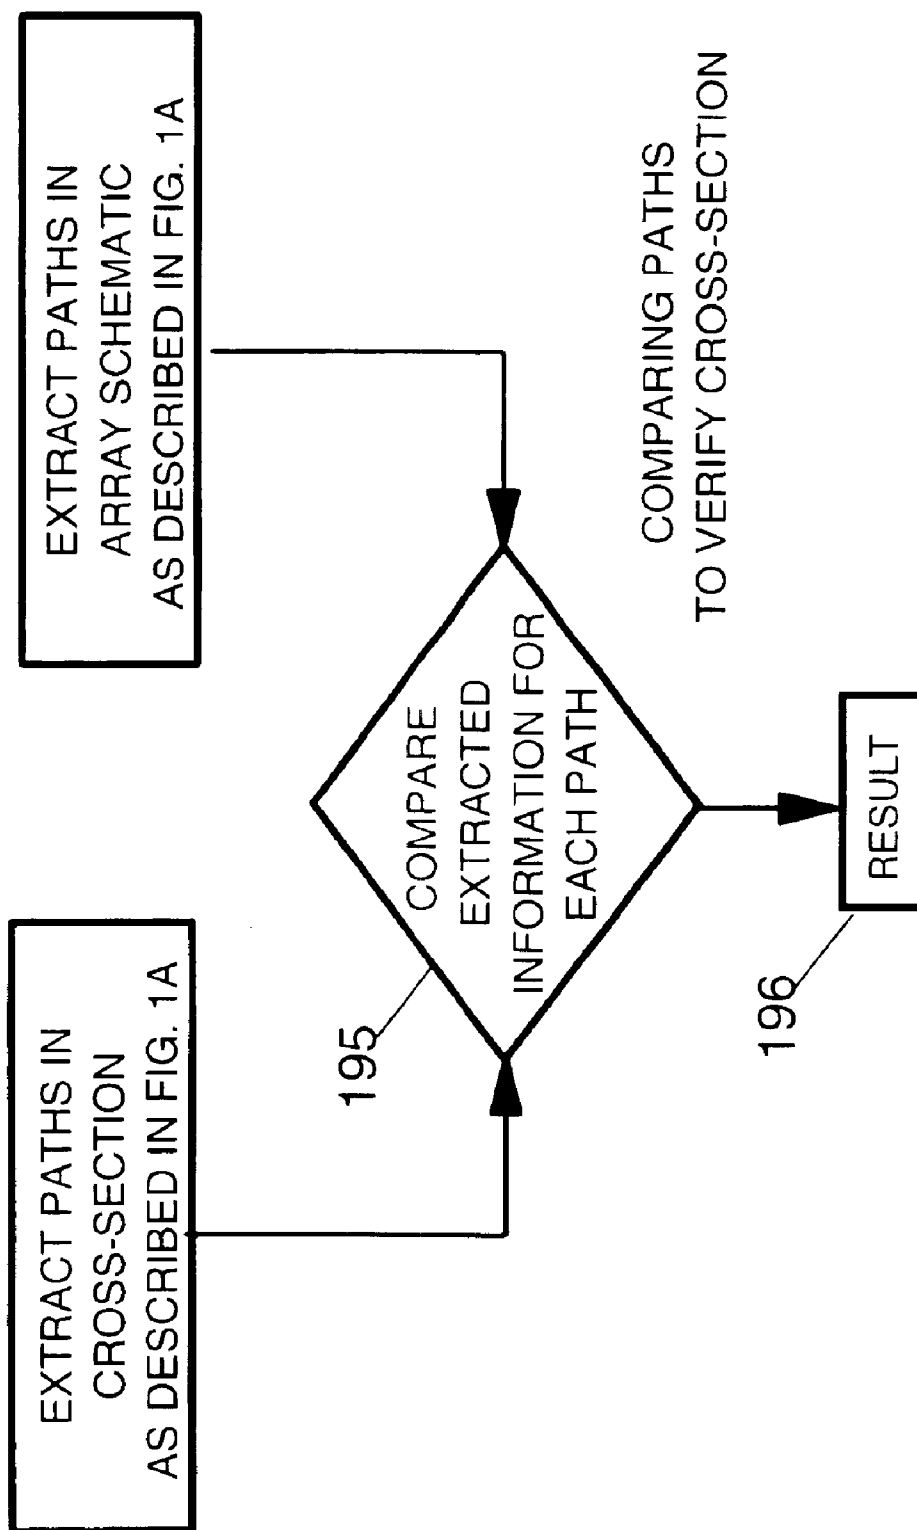 EXTRACT PATHS IN
CROSS-SECTION
AS DESCRIBED IN FIG. 1A
EXTRACT PATHS IN
ARRAY SCHEMATIC
AS DESCRIBED IN FIG. 1A
195
COMPARE
EXTRACTED
INFORMATION FOR
EACH PATH
COMPARING PATHS
TO VERIFY CROSS-SECTION
196
RESULT